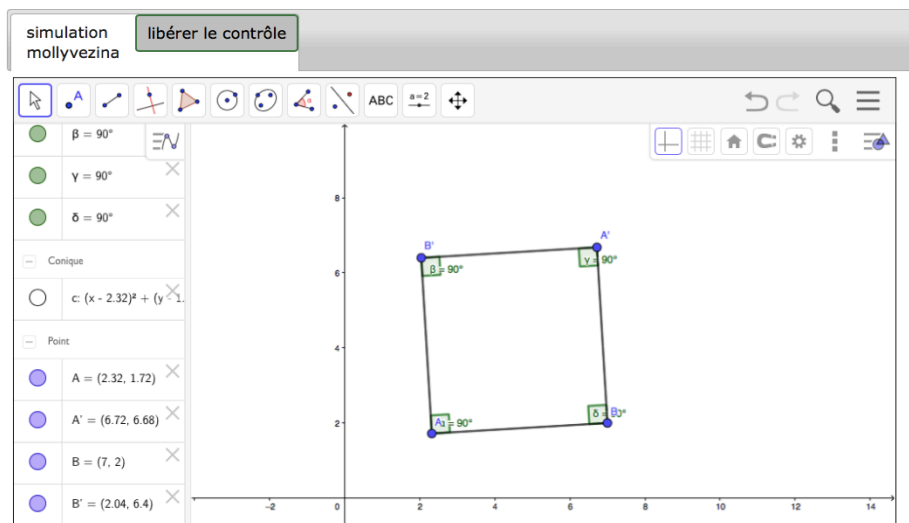 simulation
mollyvezina
libérer le contrôle
A
ABC
a = 2
β = 90°
γ = 90°
δ = 90°
Conique
c: (x - 2.32)² + (y - 1.
Point
A = (2.32, 1.72)
A' = (6.72, 6.68)
B = (7, 2)
B' = (2.04, 6.4)
8
6
4
2
−2
0
2
4
6
8
10
12
14
B'
A'
β = 90°
γ = 90°
A
= 90°
B
δ =